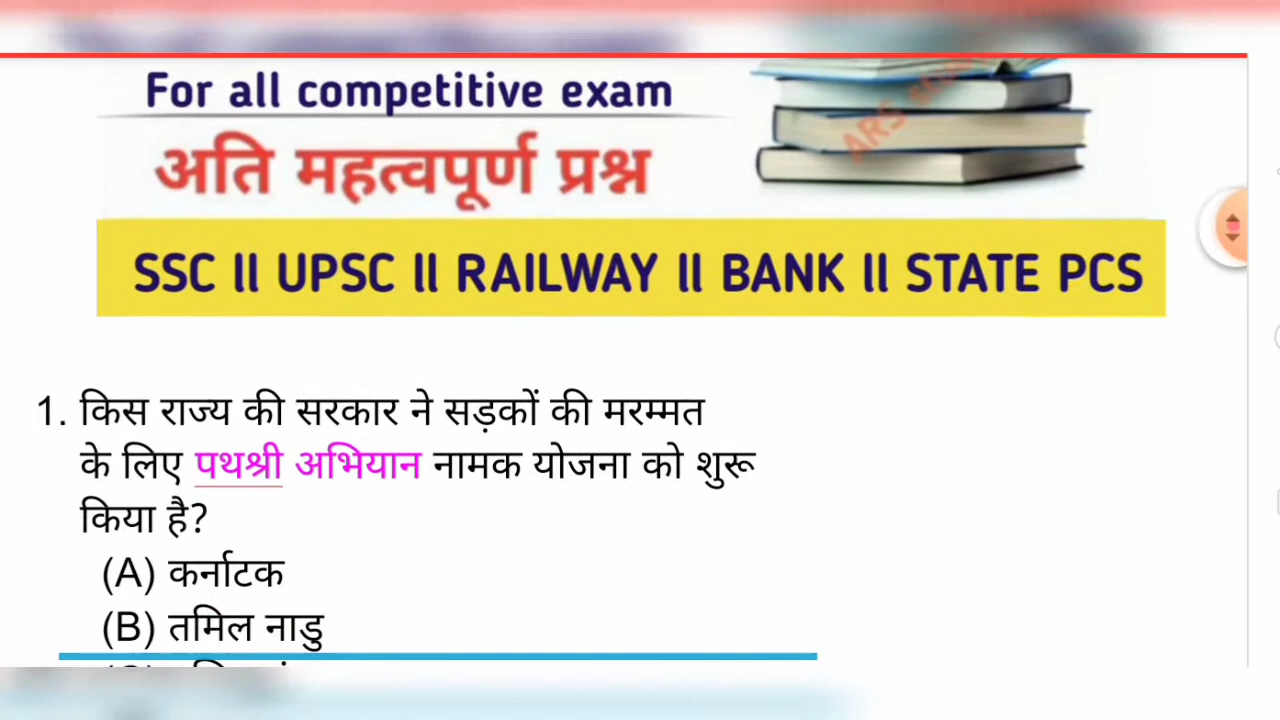 For all competitive exam
अति महत्वपूर्ण प्रश्न
SSC II UPSC II RAILWAY II BANK II STATE PCS
1. किस राज्य की सरकार ने सड़कों की मरम्मत
के लिए पथश्री अभियान नामक योजना को शुरू
किया है?
(A) कर्नाटक
(B) तमिल नाडु